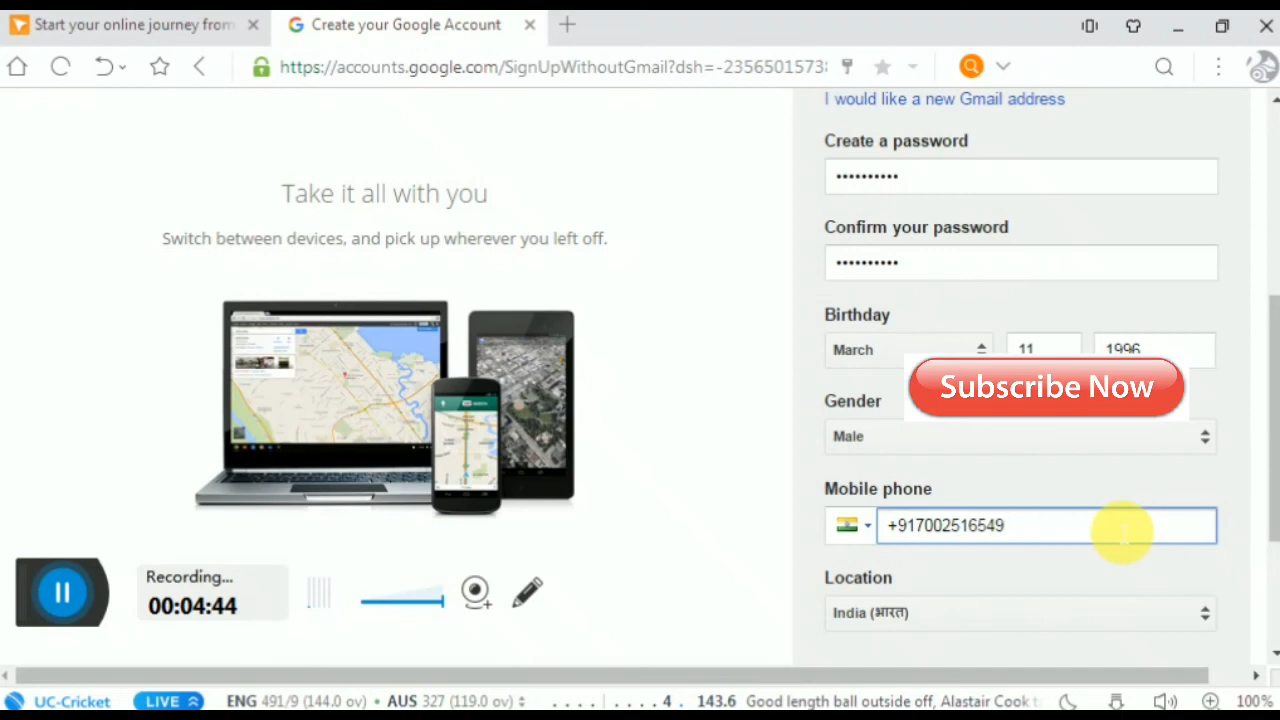 Start your online journey from
Create your Google Account
https://accounts.google.com/SignUpWithoutGmail?dsh=-2356501573
I would like a new Gmail address
Create a password
••••••••••
Confirm your password
••••••••••
Take it all with you
Switch between devices, and pick up wherever you left off.
Birthday
March 11 1996
Subscribe Now
Gender
Male
Mobile phone
+917002516549
Location
India (भारत)
Recording...
00:04:44
UC-Cricket LIVE ENG 491/9 (144.0 ov) • AUS 327 (119.0 ov) . . . . | . . . . 4 . 143.6 Good length ball outside off, Alastair Cook 100%